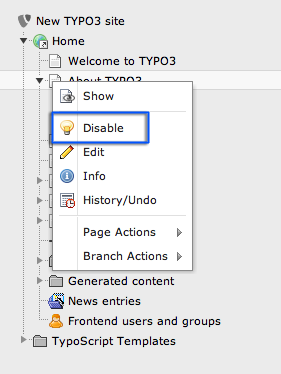 New TYPO3 site
Home
Welcome to TYPO3
About TYPO3
Show
Disable
Edit
Info
History/Undo
Page Actions
Branch Actions
Generated content
News entries
Frontend users and groups
TypoScript Templates